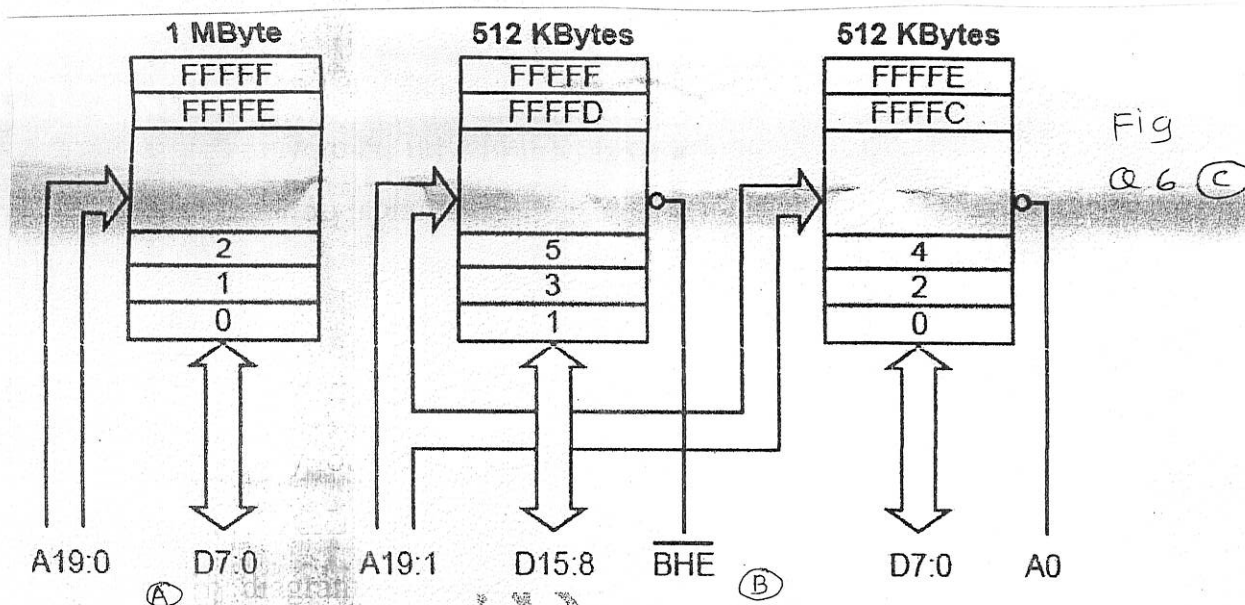 1 MByte 512 KBytes 512 KBytes
FFFFF FFEFF FFFFE
FFFFE FFFFD FFFFC
Fig
Q 6 C
2 5 4
1 3 2
0 1 0
A19:0 D7:0 A19:1 D15:8 BHE D7:0 A0
A B